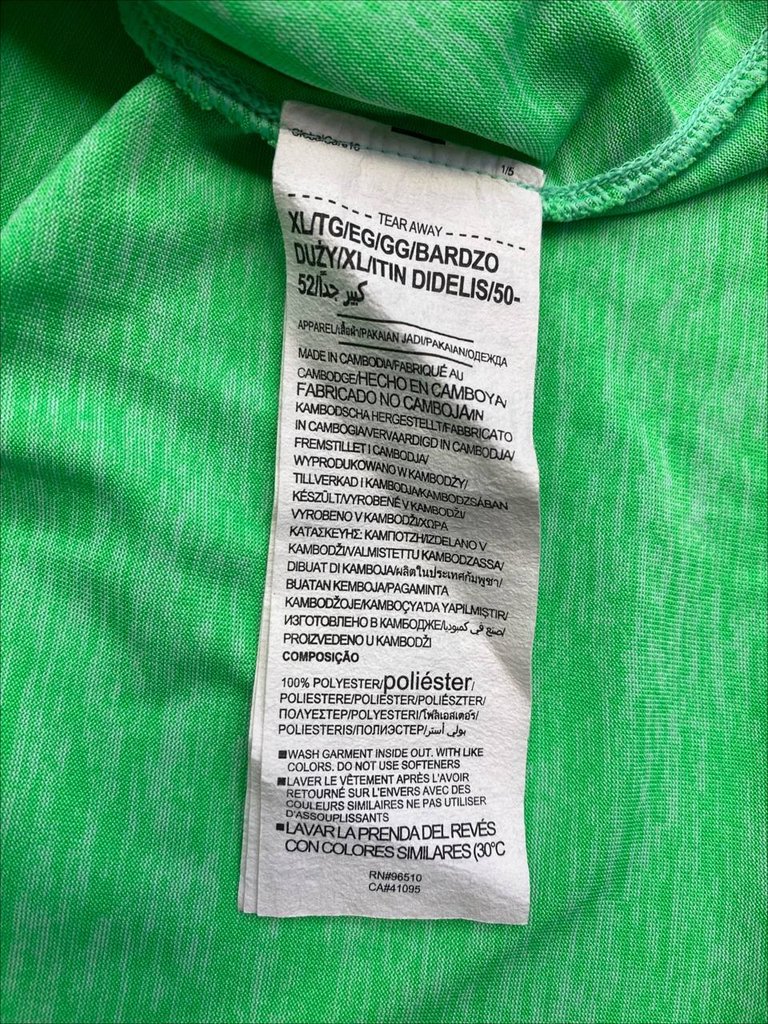 GlobalCare16
1/5
TEAR AWAY
XL/TG/EG/GG/BARDZO
DUŻY/XL/ITIN DIDELIS/50-
52/كبير جدًا
APPAREL/เสื้อผ้า/PAKAIAN JADI/PAKAIAN/ОДЕЖДА
MADE IN CAMBODIA/FABRIQUÉ AU
CAMBODGE/HECHO EN CAMBOYA/
FABRICADO NO CAMBOJA/IN
KAMBODSCHA HERGESTELLT/FABBRICATO
IN CAMBOGIA/VERVAARDIGD IN CAMBODJA/
FREMSTILLET I CAMBODJA/
WYPRODUKOWANO W KAMBODŻY/
TILLVERKAD I KAMBODJA/KAMBODZSÁBAN
KÉSZÜLT/VYROBENÉ V KAMBODŽI/
VYROBENO V KAMBODŽI/ΧΩΡΑ
ΚΑΤΑΣΚΕΥΗΣ: ΚΑΜΠΟΤΖΗ/IZDELANO V
KAMBODŽI/VALMISTETTU KAMBODZASSA/
DIBUAT DI KAMBOJA/ผลิตในประเทศกัมพูชา/
BUATAN KEMBOJA/PAGAMINTA
KAMBODŽOJE/KAMBOÇYA'DA YAPILMIŞTIR/
ИЗГОТОВЛЕНО В КАМБОДЖЕ/صنع في كمبوديا/
PROIZVEDENO U KAMBODŽI
COMPOSIÇÃO
100% POLYESTER/poliéster/
POLIESTERE/POLIESTER/POLIÉSZTER/
ΠΟΛΥΕΣΤΕΡ/POLYESTERI/โพลีเอสเตอร์/
POLIESTERIS/ПОЛИЭСТЕР/بولي أستر
WASH GARMENT INSIDE OUT. WITH LIKE
COLORS. DO NOT USE SOFTENERS
LAVER LE VÊTEMENT APRÈS L'AVOIR
RETOURNÉ SUR L'ENVERS AVEC DES
COULEURS SIMILAIRES NE PAS UTILISER
D'ASSOUPLISSANTS
LAVAR LA PRENDA DEL REVÉS
CON COLORES SIMILARES (30°C
RN#96510
CA#41095